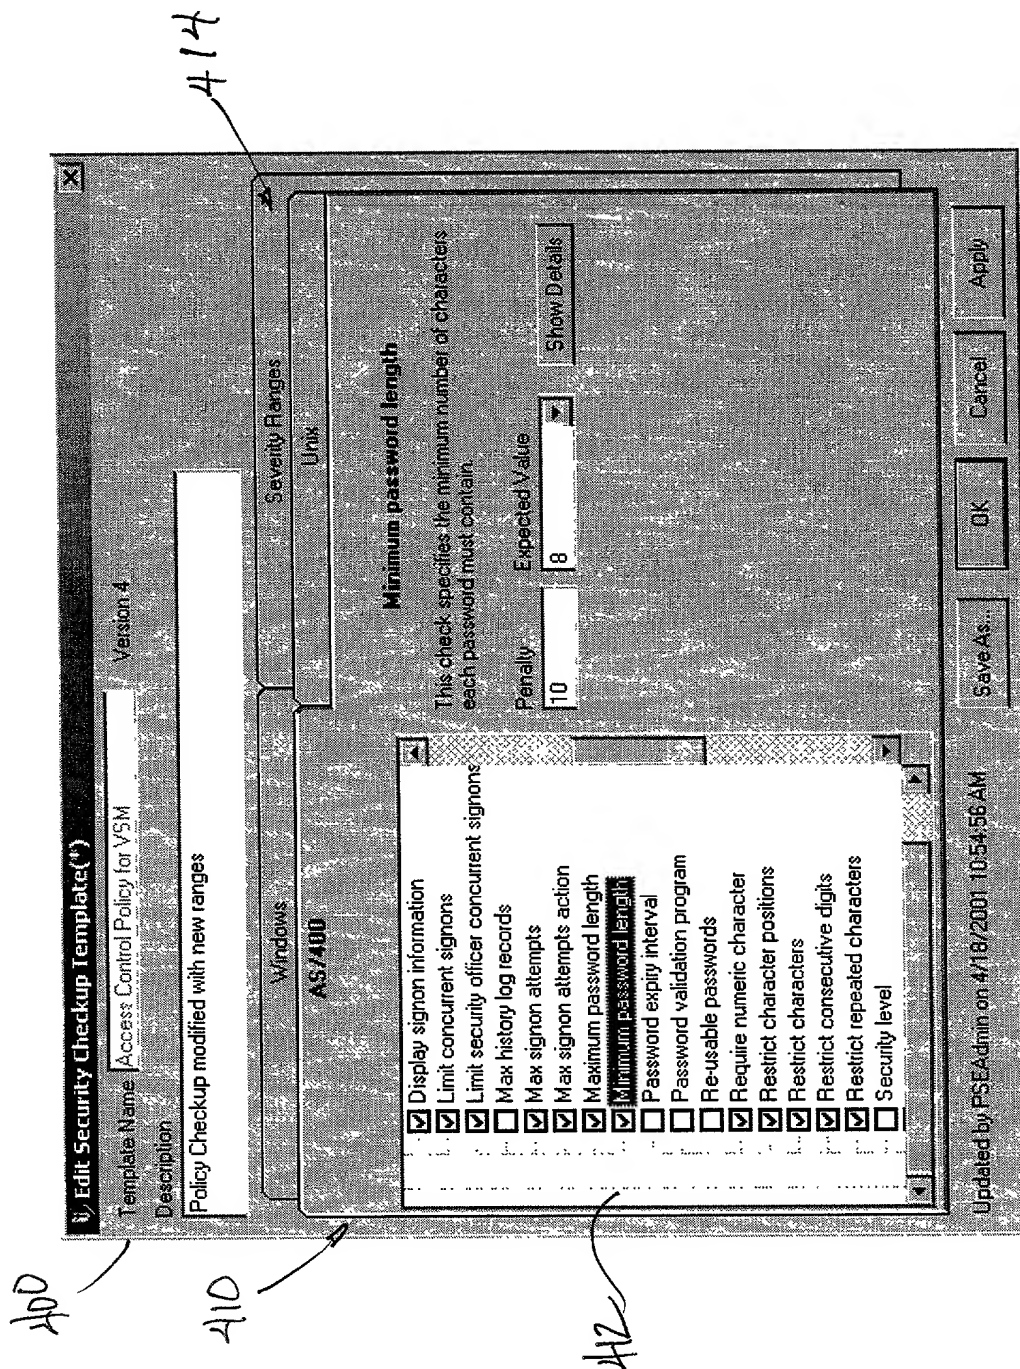 400
Edit Security Checkup Template(*)
Template Name Access Control Policy for VSM Version 4
Description
Policy Checkup modified with new ranges
410
Windows
Severity Ranges
414
AS/400
Unix
412
Display signon information
Limit concurrent signons
Limit security officer concurrent signons
Max history log records
Max signon attempts
Max signon attempts action
Maximum password length
Minimum password length
Password expiry interval
Password validation program
Re-usable passwords
Require numeric character
Restrict character positions
Restrict characters
Restrict consecutive digits
Restrict repeated characters
Security level
Minimum password length
This check specifies the minimum number of characters
each password must contain.
Penalty Expected Value
10 8 Show Details
Updated by PSEAdmin on 4/18/2001 10:54:56 AM
Save As... OK Cancel Apply